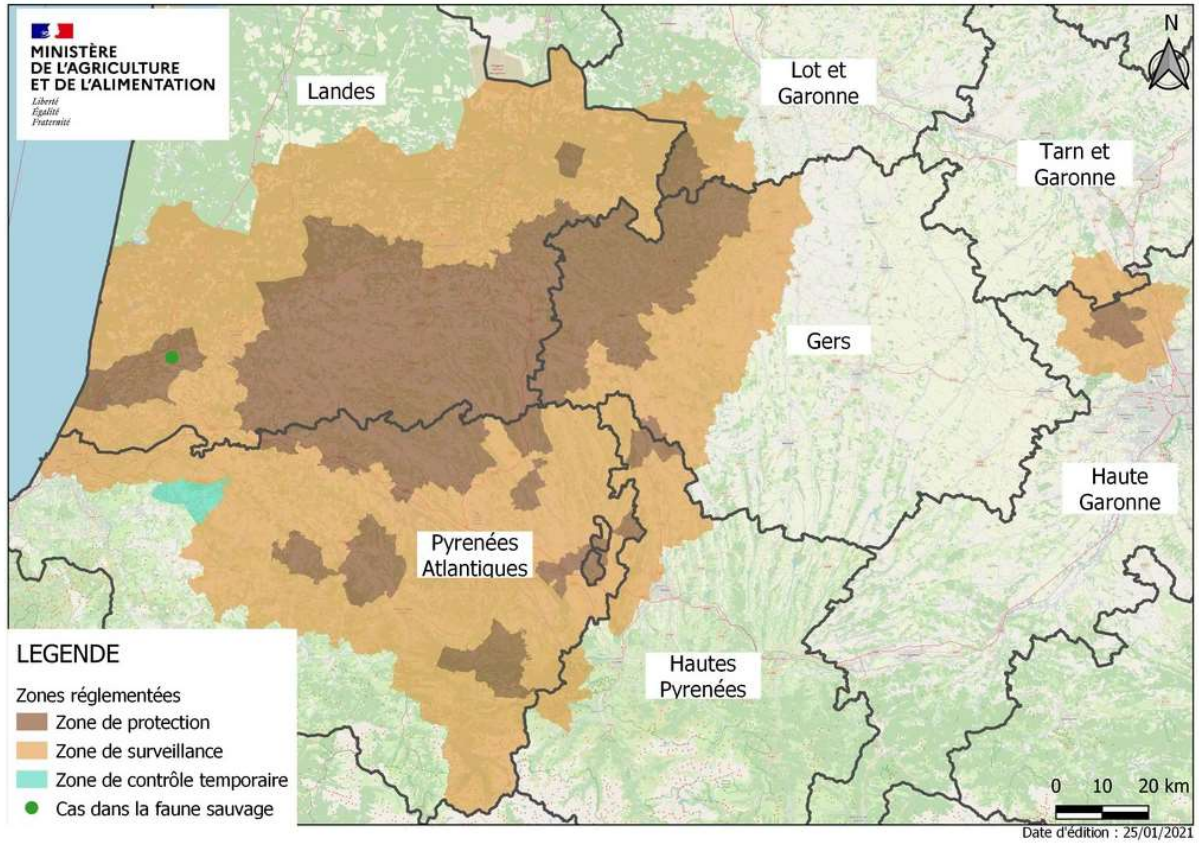 MINISTÈRE
DE L'AGRICULTURE
ET DE L'ALIMENTATION
Liberté
Égalité
Fraternité
N
Landes
Lot et
Garonne
Tarn et
Garonne
Gers
Haute
Garonne
Pyrenées
Atlantiques
Hautes
Pyrenées
LEGENDE
Zones réglementées
Zone de protection
Zone de surveillance
Zone de contrôle temporaire
Cas dans la faune sauvage
0 10 20 km
Date d'édition : 25/01/2021